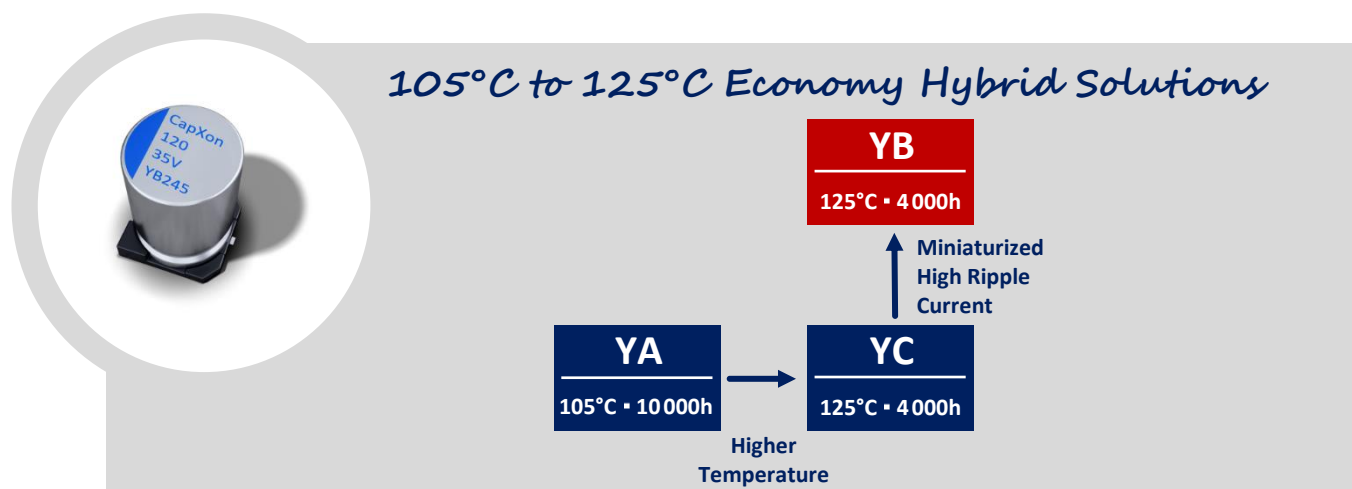 105°C to 125°C Economy Hybrid Solutions
CapXon
120
35V
YB245
YB
125°C ▪ 4000h
Miniaturized
High Ripple
Current
YA
105°C ▪ 10000h
YC
125°C ▪ 4000h
Higher
Temperature